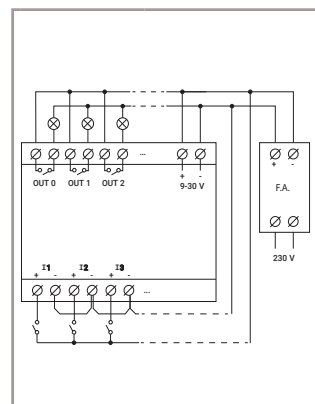 ...
+ -
OUT 0 OUT 1 OUT 2 9-30 V
+ -
F.A.
230 V
I1 I2 I3
+ - + - + -
...